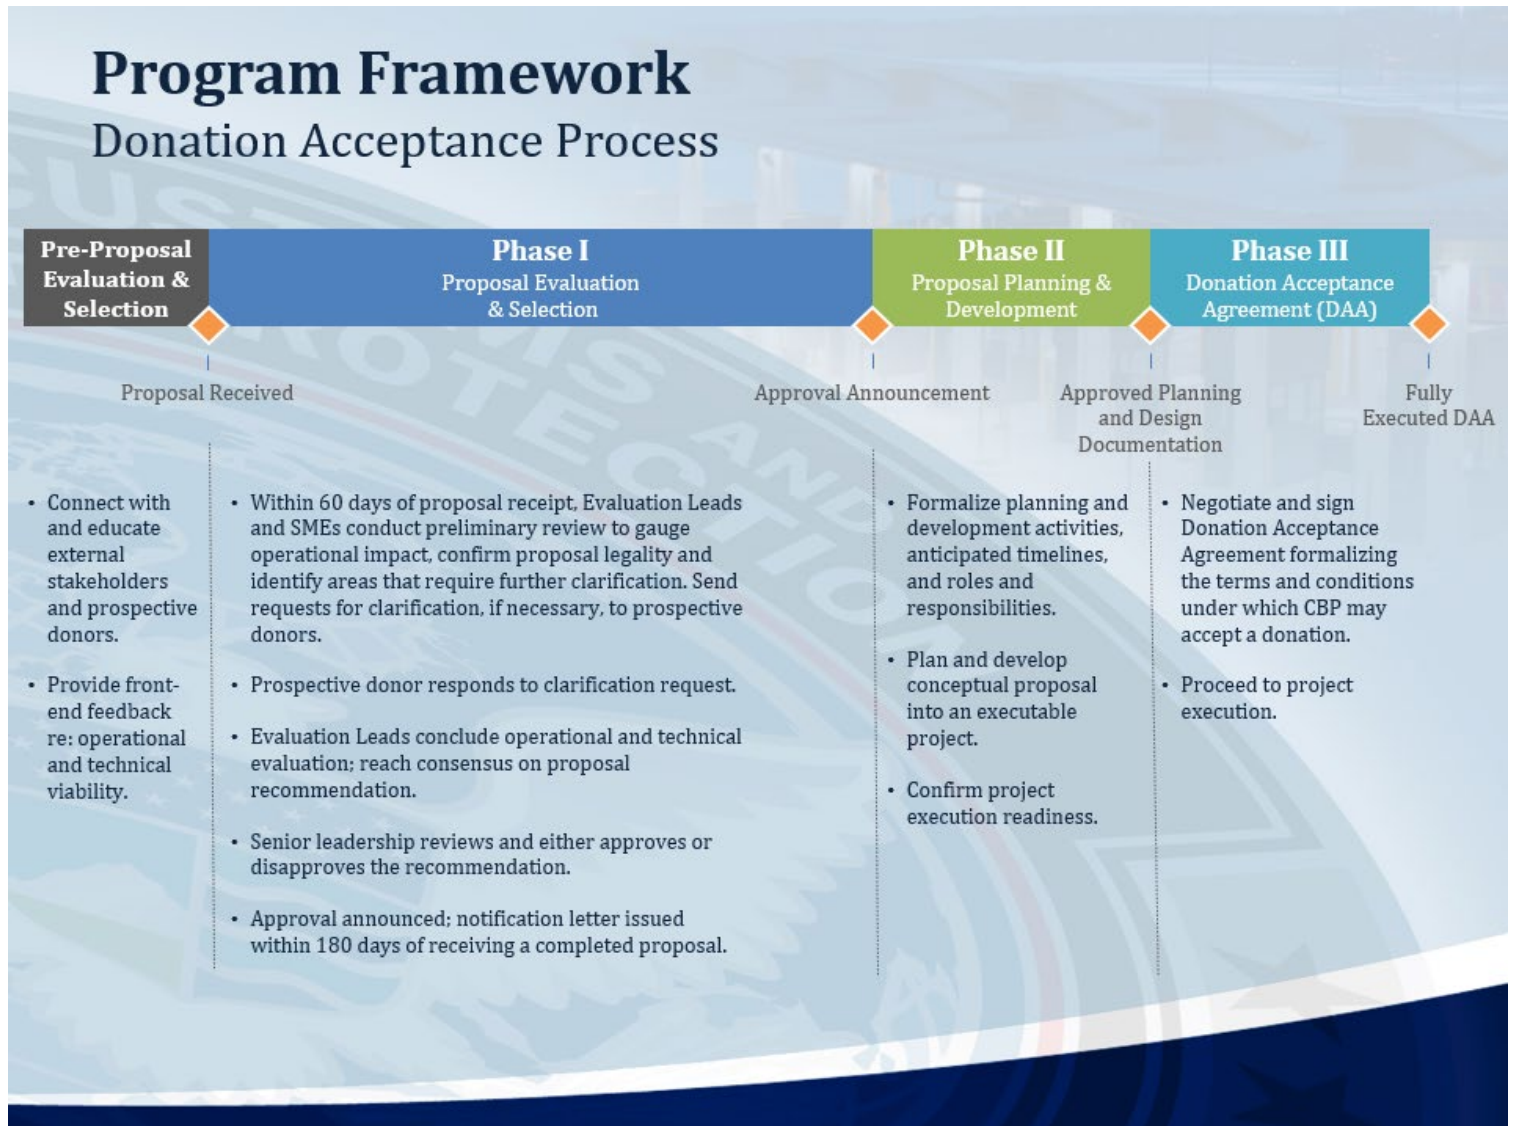 Program Framework
Donation Acceptance Process
Pre-Proposal
Evaluation &
Selection
Phase I
Proposal Evaluation
& Selection
Phase II
Proposal Planning &
Development
Phase III
Donation Acceptance
Agreement (DAA)
Proposal Received
Approval Announcement
Approved Planning
and Design
Documentation
Fully
Executed DAA
• Connect with
and educate
external
stakeholders
and prospective
donors.
• Provide front-
end feedback
re: operational
and technical
viability.
• Within 60 days of proposal receipt, Evaluation Leads
and SMEs conduct preliminary review to gauge
operational impact, confirm proposal legality and
identify areas that require further clarification. Send
requests for clarification, if necessary, to prospective
donors.
• Prospective donor responds to clarification request.
• Evaluation Leads conclude operational and technical
evaluation; reach consensus on proposal
recommendation.
• Senior leadership reviews and either approves or
disapproves the recommendation.
• Approval announced; notification letter issued
within 180 days of receiving a completed proposal.
• Formalize planning and
development activities,
anticipated timelines,
and roles and
responsibilities.
• Plan and develop
conceptual proposal
into an executable
project.
• Confirm project
execution readiness.
• Negotiate and sign
Donation Acceptance
Agreement formalizing
the terms and conditions
under which CBP may
accept a donation.
• Proceed to project
execution.